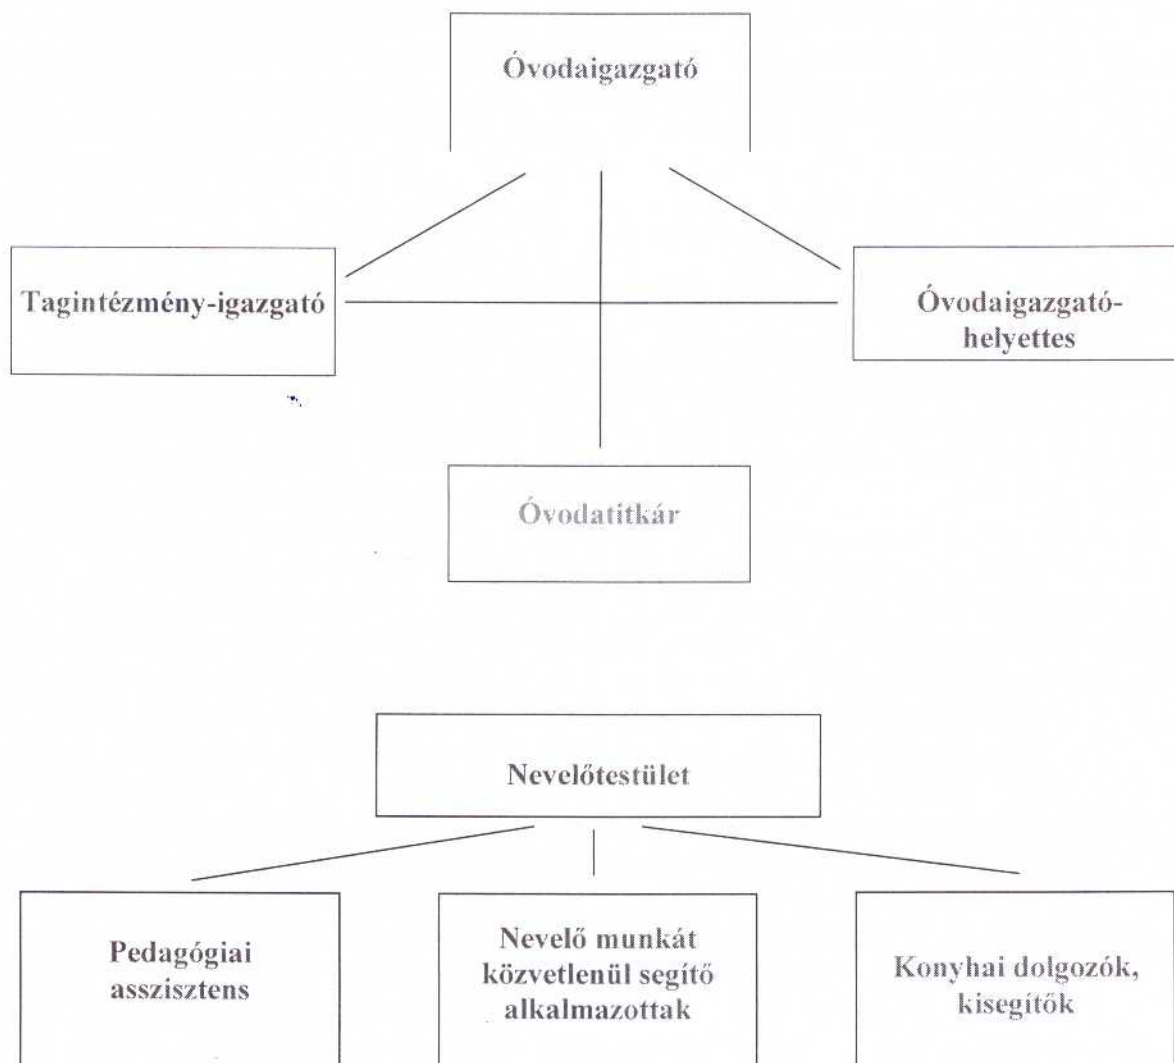 Óvodaigazgató
Tagintézmény-igazgató
Óvodaigazgató-
helyettes
Óvodatitkár
Nevelőtestület
Pedagógiai
asszisztens
Nevelő munkát
közvetlenül segítő
alkalmazottak
Konyhai dolgozók,
kisegítők